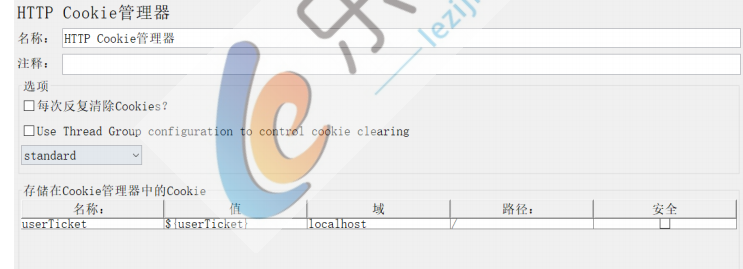 HTTP Cookie管理器
名称： HTTP Cookie管理器
注释：
选项
每次反复清除Cookies?
Use Thread Group configuration to control cookie clearing
standard
存储在Cookie管理器中的Cookie
名称： 值 域 路径： 安全
userTicket ${userTicket} localhost /
乐